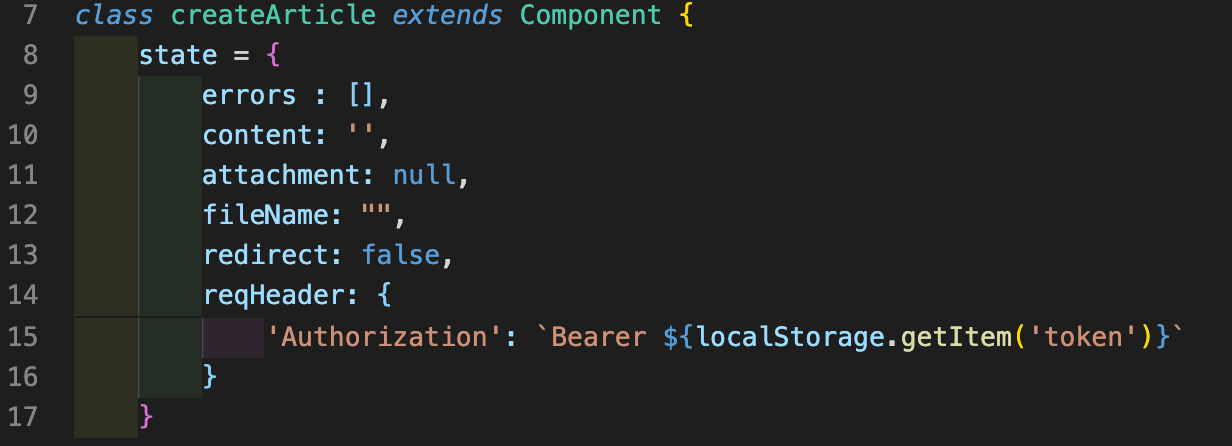 7 class createArticle extends Component {
8 state = {
9 errors : [],
10 content: '',
11 attachment: null,
12 fileName: "",
13 redirect: false,
14 reqHeader: {
15 'Authorization': `Bearer ${localStorage.getItem('token')}`
16 }
17 }